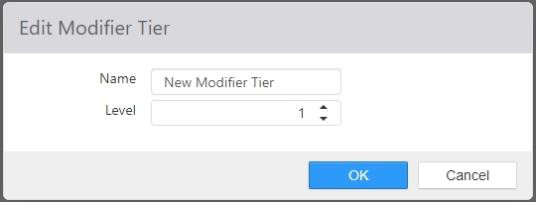 Edit Modifier Tier
Name New Modifier Tier
Level 1
OK Cancel